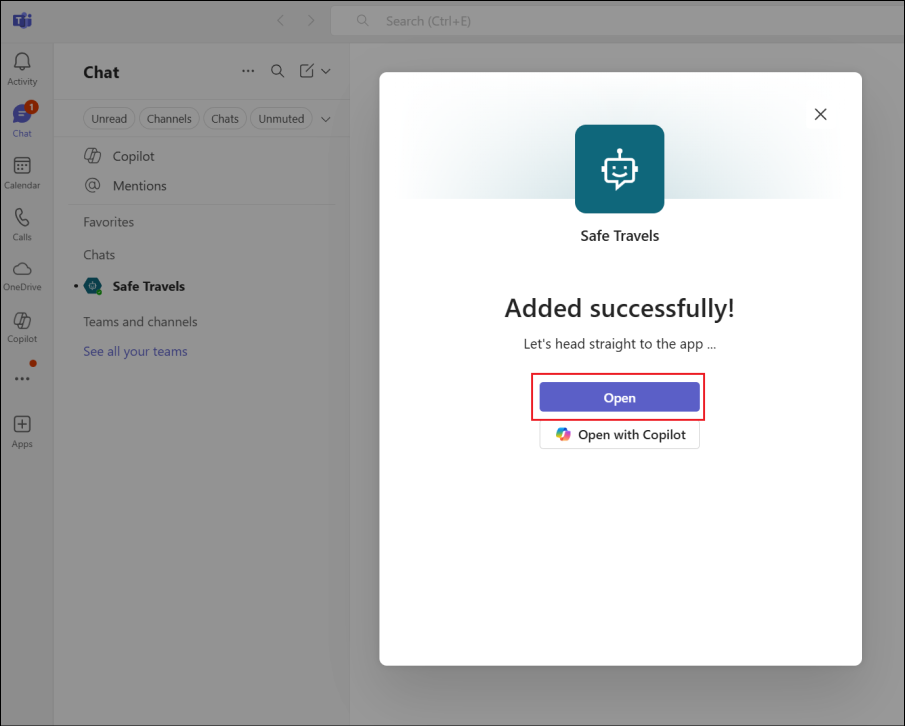 Search (Ctrl+E)
Activity
1
Chat
Calendar
Calls
OneDrive
Copilot
Apps
Chat
Unread Channels Chats Unmuted
Copilot
@ Mentions
Favorites
Chats
Safe Travels
Teams and channels
See all your teams
Safe Travels
Added successfully!
Let's head straight to the app ...
Open
Open with Copilot